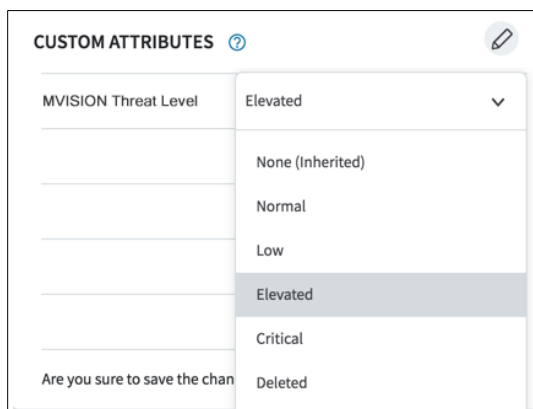 CUSTOM ATTRIBUTES ?
MVISION Threat Level Elevated
None (Inherited)
Normal
Low
Elevated
Critical
Are you sure to save the chan
Deleted